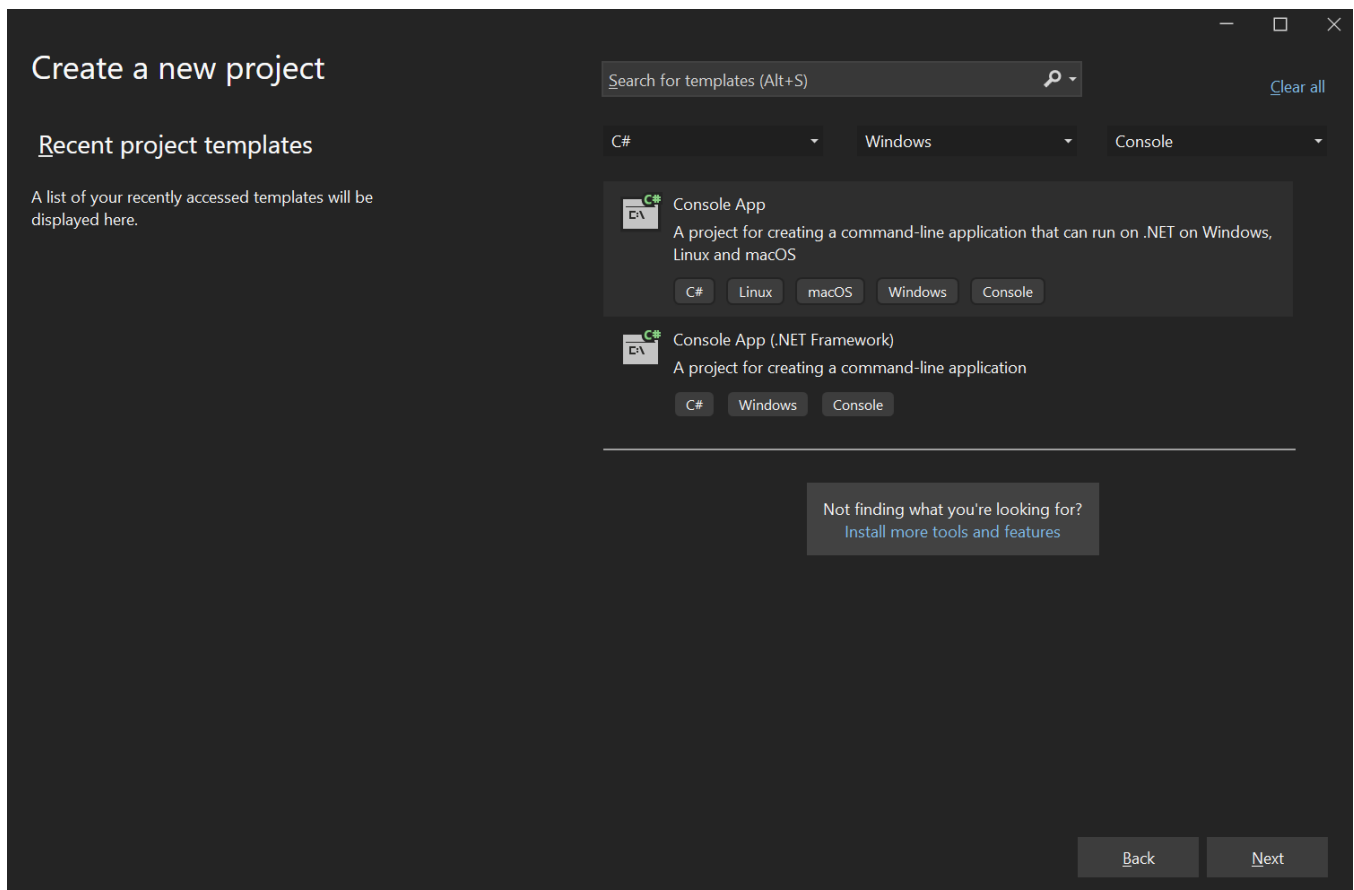 Create a new project
Search for templates (Alt+S)
Clear all
Recent project templates
A list of your recently accessed templates will be
displayed here.
C#
Windows
Console
C#
C:\
Console App
A project for creating a command-line application that can run on .NET on Windows,
Linux and macOS
C#
Linux
macOS
Windows
Console
C#
C:\
Console App (.NET Framework)
A project for creating a command-line application
C#
Windows
Console
Not finding what you're looking for?
Install more tools and features
Back
Next